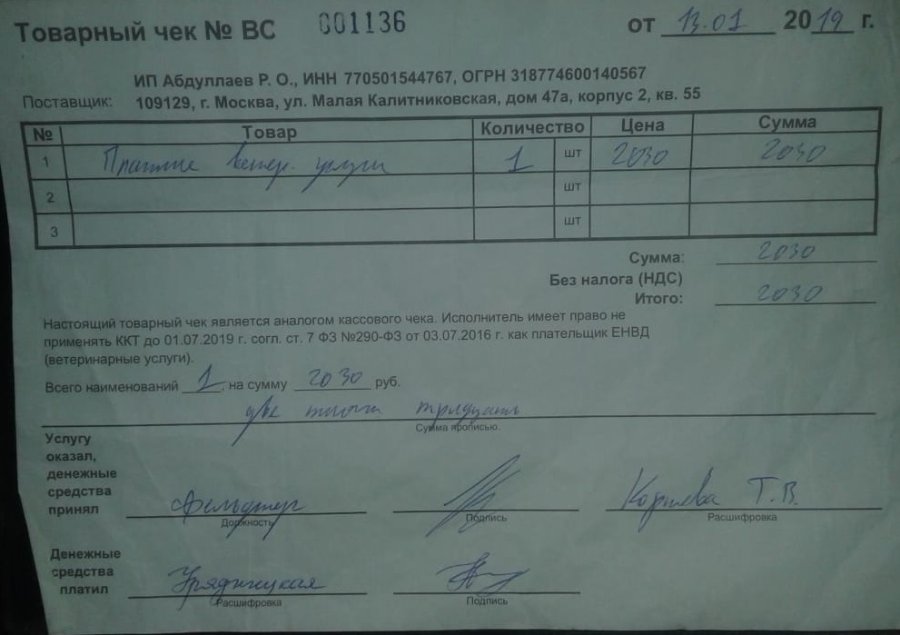 Товарный чек № ВС 001136 от 13.01 2019 г.
ИП Абдуллаев Р. О., ИНН 770501544767, ОГРН 318774600140567
Поставщик: 109129, г. Москва, ул. Малая Калитниковская, дом 47а, корпус 2, кв. 55
№ Товар Количество Цена Сумма
1 Платные ветер. услуги 1 шт 2030 2030
2 шт
3 шт
Сумма: 2030
Без налога (НДС)
Итого: 2030
Настоящий товарный чек является аналогом кассового чека. Исполнитель имеет право не
применять ККТ до 01.07.2019 г. согл. ст. 7 ФЗ №290-ФЗ от 03.07.2016 г. как плательщик ЕНВД
(ветеринарные услуги).
Всего наименований 1 на сумму 2030 руб.
две тысячи тридцать
Сумма прописью.
Услугу
оказал,
денежные
средства
принял
Фельдшер Т.В.
Должность Подпись Расшифровка
Денежные
средства
платил
Урядницкая
Расшифровка Подпись